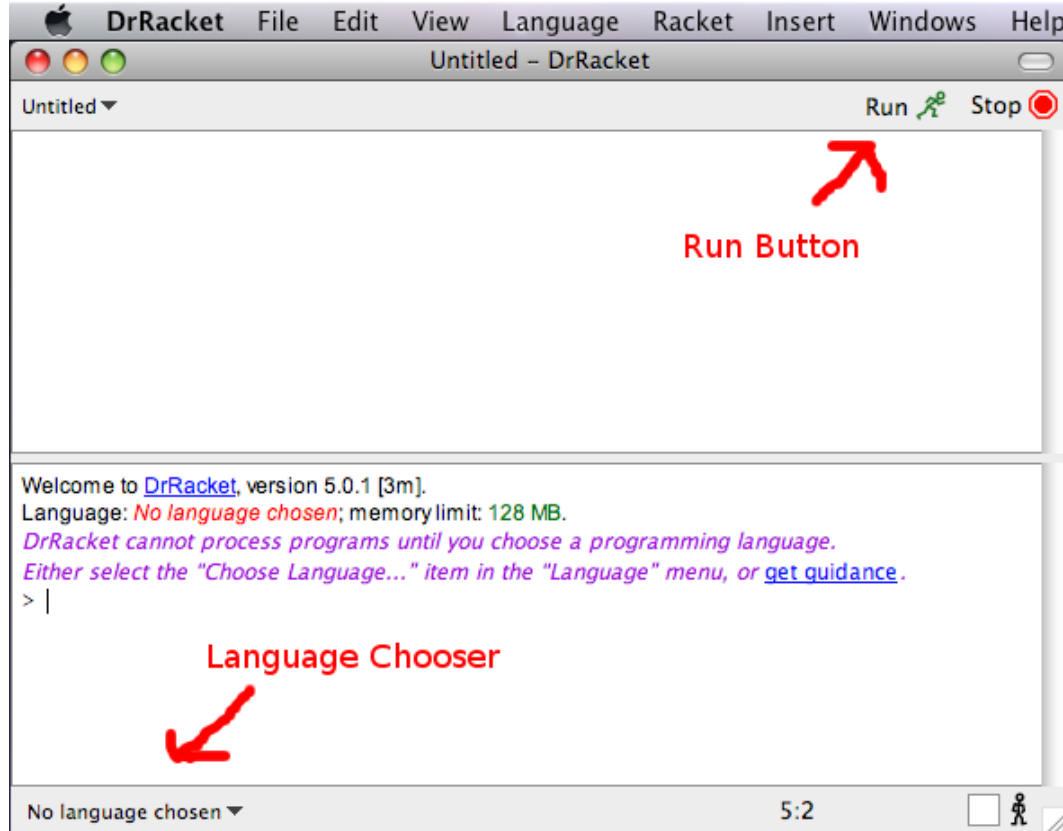 DrRacket File Edit View Language Racket Insert Windows Help
Untitled – DrRacket
Untitled
Run Stop
Run Button
Welcome to DrRacket, version 5.0.1 [3m].
Language: No language chosen; memory limit: 128 MB.
DrRacket cannot process programs until you choose a programming language.
Either select the "Choose Language..." item in the "Language" menu, or get guidance.
>
Language Chooser
No language chosen 5:2